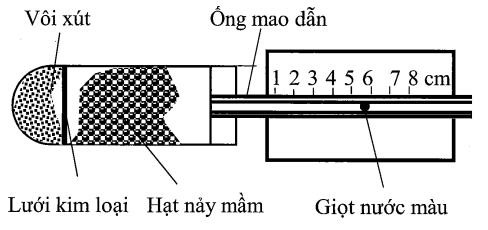 Vôi xút
Ống mao dẫn
1 2 3 4 5 6 7 8 cm
Lưới kim loại
Hạt nảy mầm
Giọt nước màu